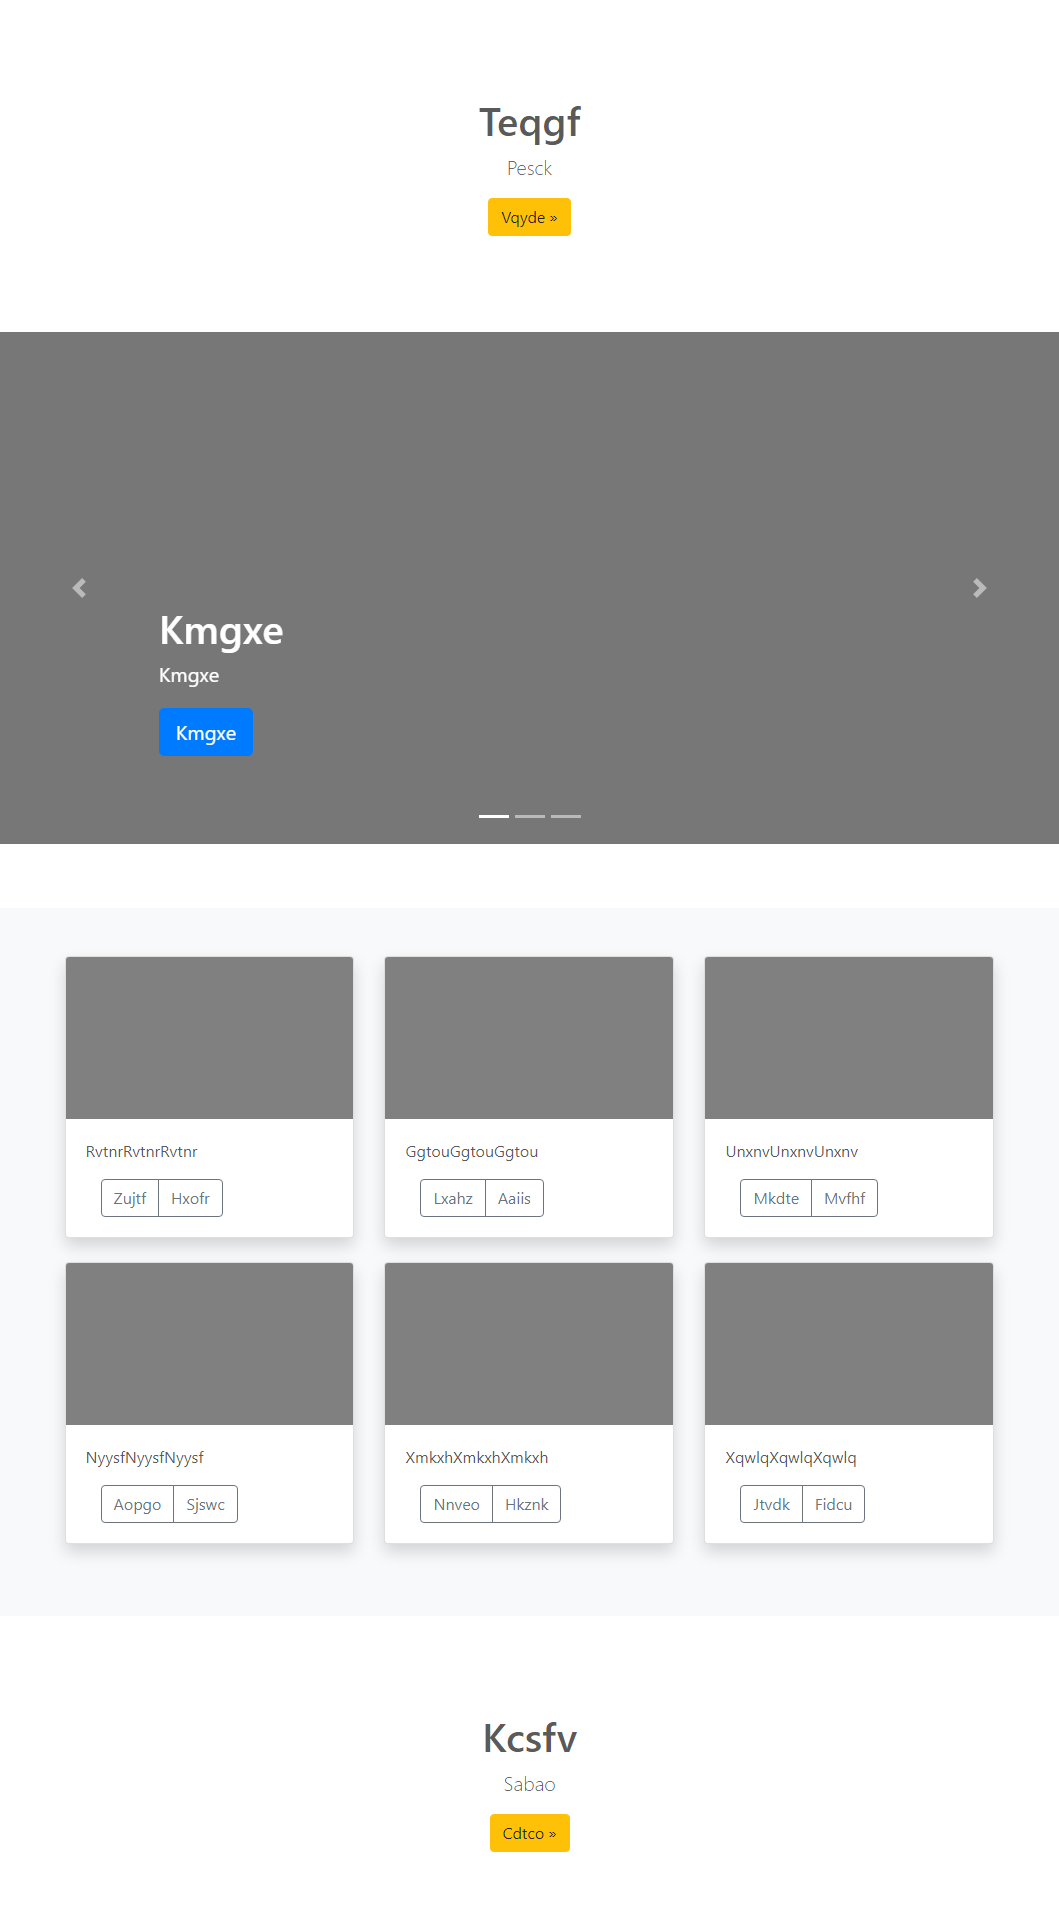 Teqgf
Pesck
Vqyde »
Kmgxe
Kmgxe
Kmgxe
RvtnrRvtnrRvtnr
Zujtf Hxofr
GgtouGgtouGgtou
Lxahz Aaiis
UnxnvUnxnvUnxnv
Mkdte Mvfhf
NyysfNyysfNyysf
Aopgo Sjswc
XmkxhXmkxhXmkxh
Nnveo Hkznk
XqwlqXqwlqXqwlq
Jtvdk Fidcu
Kcsfv
Sabao
Cdtco »